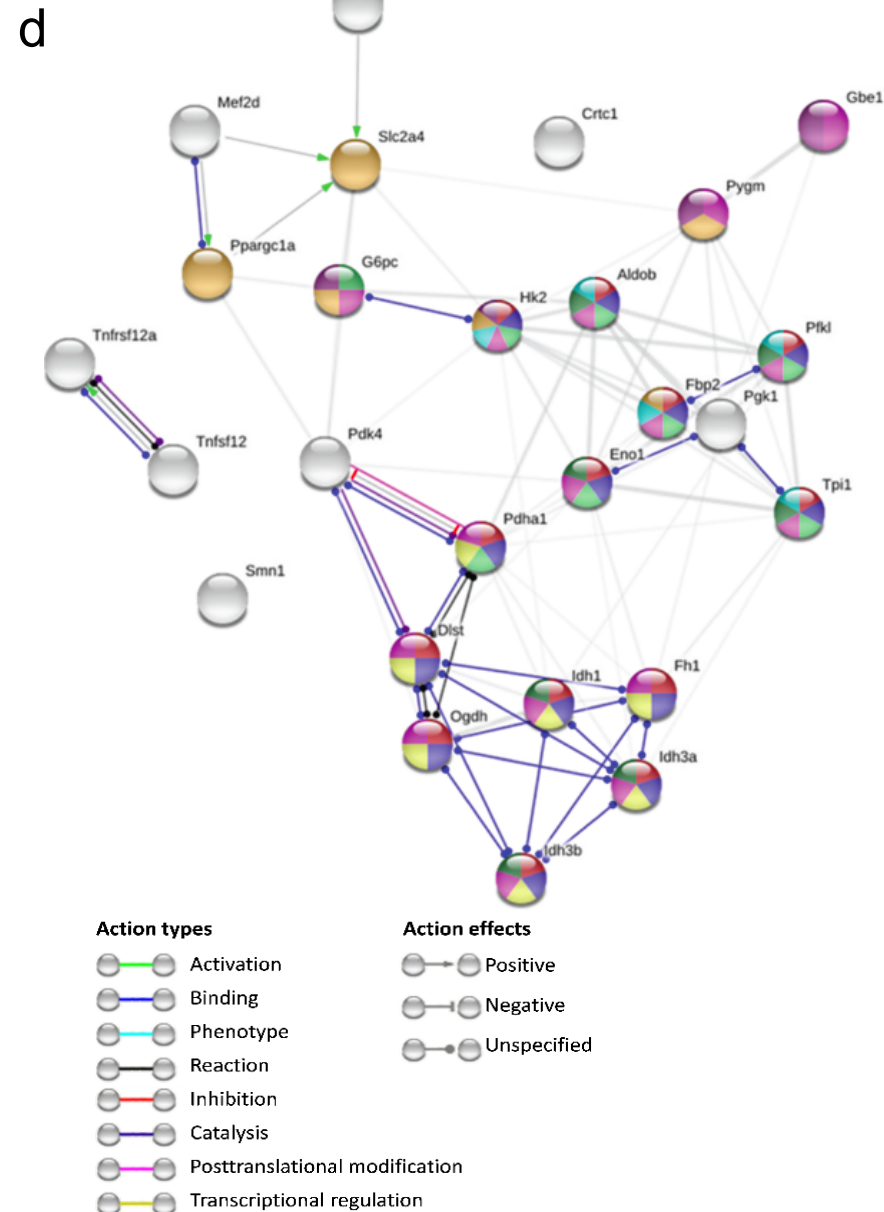 d
Mef2d
Slc2a4
Crtc1
Gbe1
Pygm
Ppargc1a
G6pc
Hk2
Aldob
Pfkl
Tnfrsf12a
Fbp2
Pgk1
Tnfsf12
Pdk4
Eno1
Tpi1
Pdha1
Smn1
Dlst
Idh1
Fh1
Ogdh
Idh3a
Idh3b
Action types
Activation
Binding
Phenotype
Reaction
Inhibition
Catalysis
Posttranslational modification
Transcriptional regulation
Action effects
Positive
Negative
Unspecified